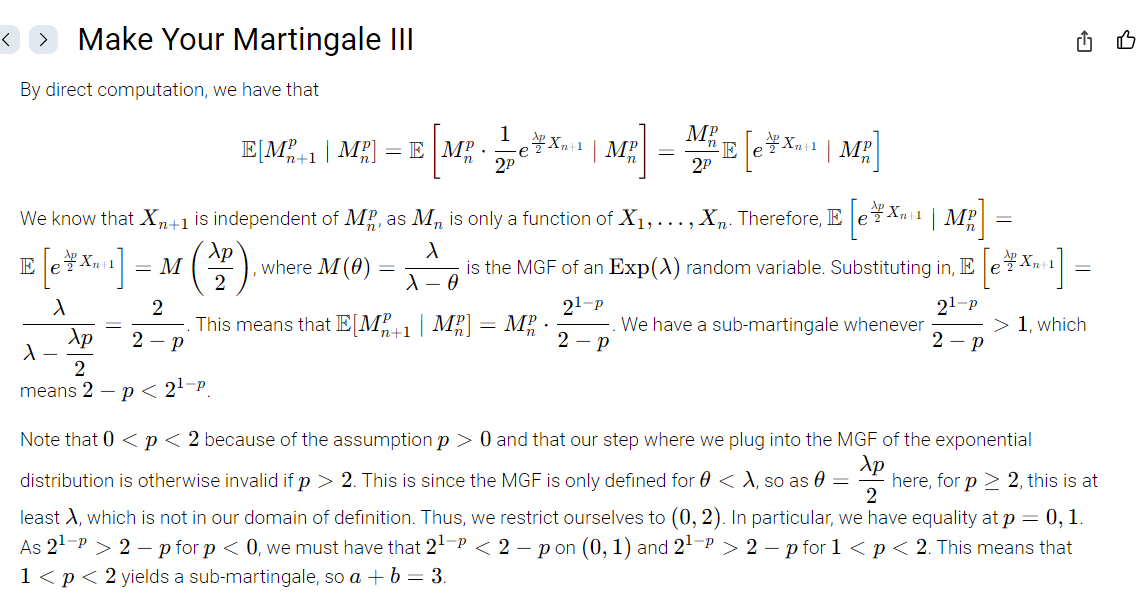 < > Make Your Martingale III
By direct computation, we have that
$\mathbb{E}[M_{n+1}^p \mid M_n^p] = \mathbb{E}\left[M_n^p \cdot \frac{1}{2^p} e^{\frac{\lambda p}{2} X_{n+1}} \mid M_n^p\right] = \frac{M_n^p}{2^p} \mathbb{E}\left[e^{\frac{\lambda p}{2} X_{n+1}} \mid M_n^p\right]$
We know that $X_{n+1}$ is independent of $M_n^p$, as $M_n$ is only a function of $X_1, \ldots, X_n$. Therefore, $\mathbb{E}\left[e^{\frac{\lambda p}{2} X_{n+1}} \mid M_n^p\right] =$
$\mathbb{E}\left[e^{\frac{\lambda p}{2} X_{n+1}}\right] = M\left(\frac{\lambda p}{2}\right)$, where $M(\theta) = \frac{\lambda}{\lambda - \theta}$ is the MGF of an $\text{Exp}(\lambda)$ random variable. Substituting in, $\mathbb{E}\left[e^{\frac{\lambda p}{2} X_{n+1}}\right] =$
$\frac{\lambda}{\lambda - \frac{\lambda p}{2}} = \frac{2}{2 - p}$. This means that $\mathbb{E}[M_{n+1}^p \mid M_n^p] = M_n^p \cdot \frac{2^{1-p}}{2 - p}$. We have a sub-martingale whenever $\frac{2^{1-p}}{2 - p} > 1$, which
means $2 - p < 2^{1-p}$.
Note that $0 < p < 2$ because of the assumption $p > 0$ and that our step where we plug into the MGF of the exponential
distribution is otherwise invalid if $p > 2$. This is since the MGF is only defined for $\theta < \lambda$, so as $\theta = \frac{\lambda p}{2}$ here, for $p \geq 2$, this is at
least $\lambda$, which is not in our domain of definition. Thus, we restrict ourselves to $(0, 2)$. In particular, we have equality at $p = 0, 1$.
As $2^{1-p} > 2 - p$ for $p < 0$, we must have that $2^{1-p} < 2 - p$ on $(0, 1)$ and $2^{1-p} > 2 - p$ for $1 < p < 2$. This means that
$1 < p < 2$ yields a sub-martingale, so $a + b = 3$.